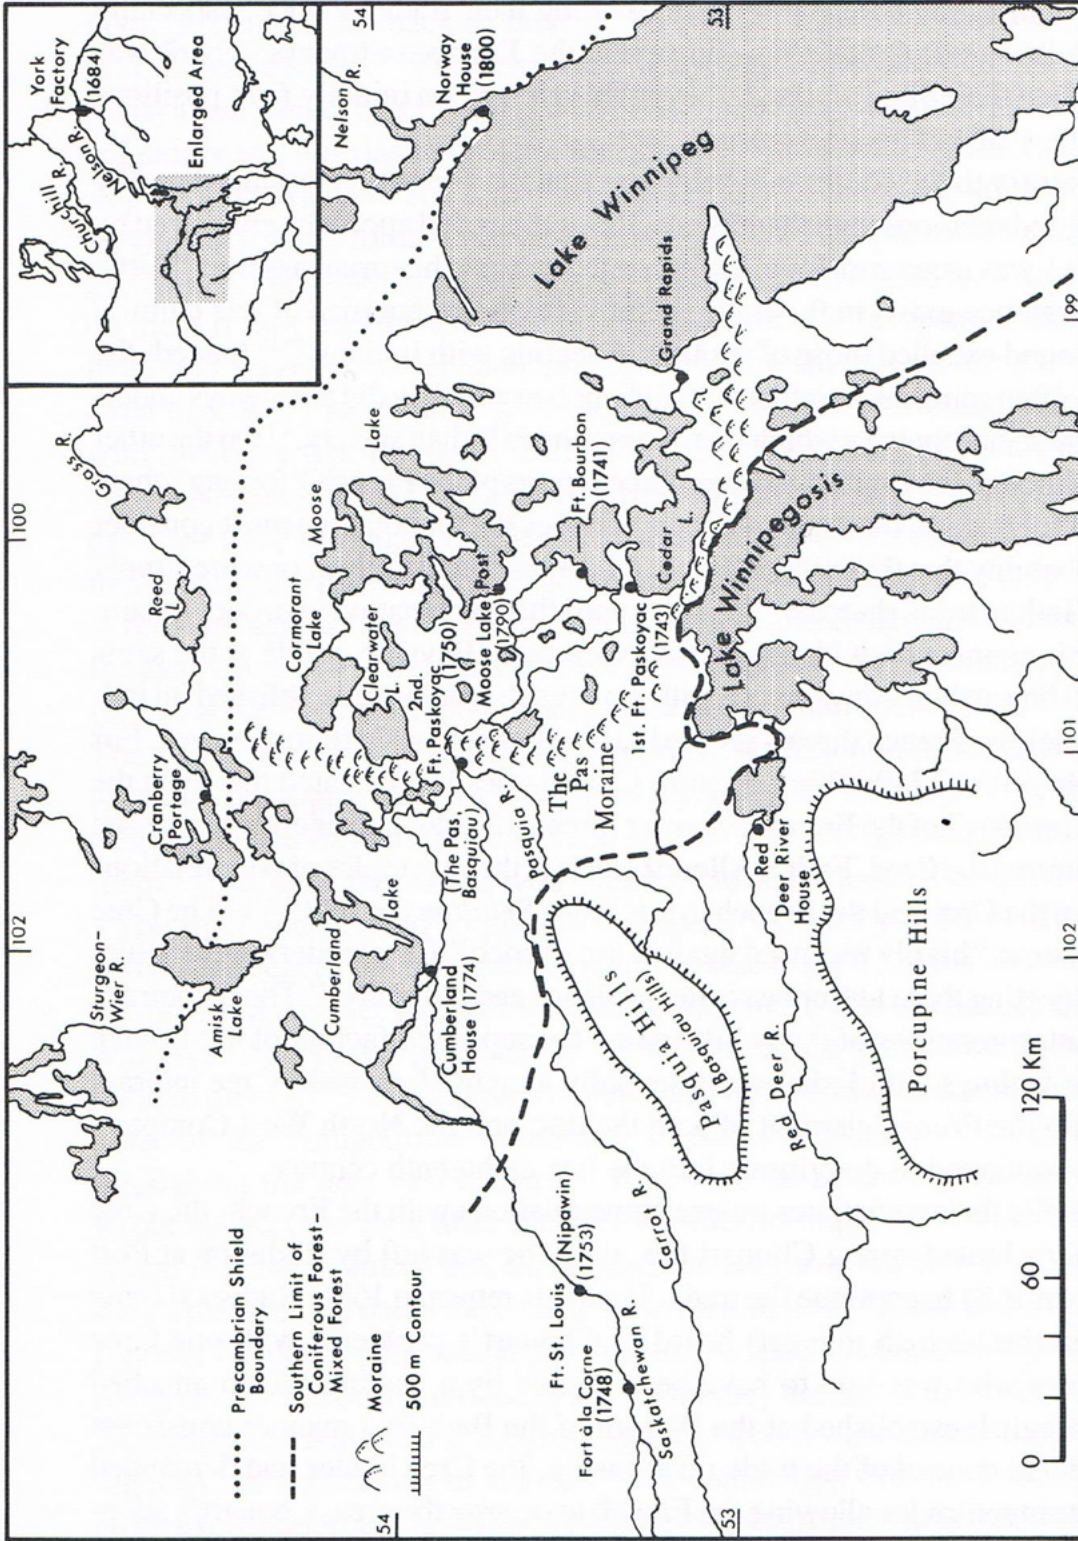 102
100
54
Sturgeon-
Wier R.
Cranberry
Portage
Reed
L.
Grass R.
Amisk
Lake
Cumberland
Lake
Cormorant
Lake
Moose
Lake
Clearwater
L.
2nd.
Ft. Paskoyac
(1750)
(The Pas,
Basquiau)
Moose Lake Post
(1790)
Cumberland
House (1774)
Pasquia R.
The
Pas
Moraine
Ft. Bourbon
(1741)
1st. Ft. Paskoyac
(1743)
Cedar L.
Grand Rapids
Lake Winnipeg
Lake Winnipegosis
Nelson R.
Norway
House
(1800)
54
53
York
Factory
(1684)
Churchill R.
Nelson R.
Enlarged Area
Precambrian Shield
Boundary
Southern Limit of
Coniferous Forest–
Mixed Forest
Moraine
500 m Contour
Ft. St. Louis (Nipawin)
(1753)
Fort à la Corne
(1748)
Saskatchewan R.
Carrot R.
Pasquia Hills
(Basquiau Hills)
Red
Deer River
House
Red Deer R.
Porcupine Hills
53
0
60
120 Km
102
101
99